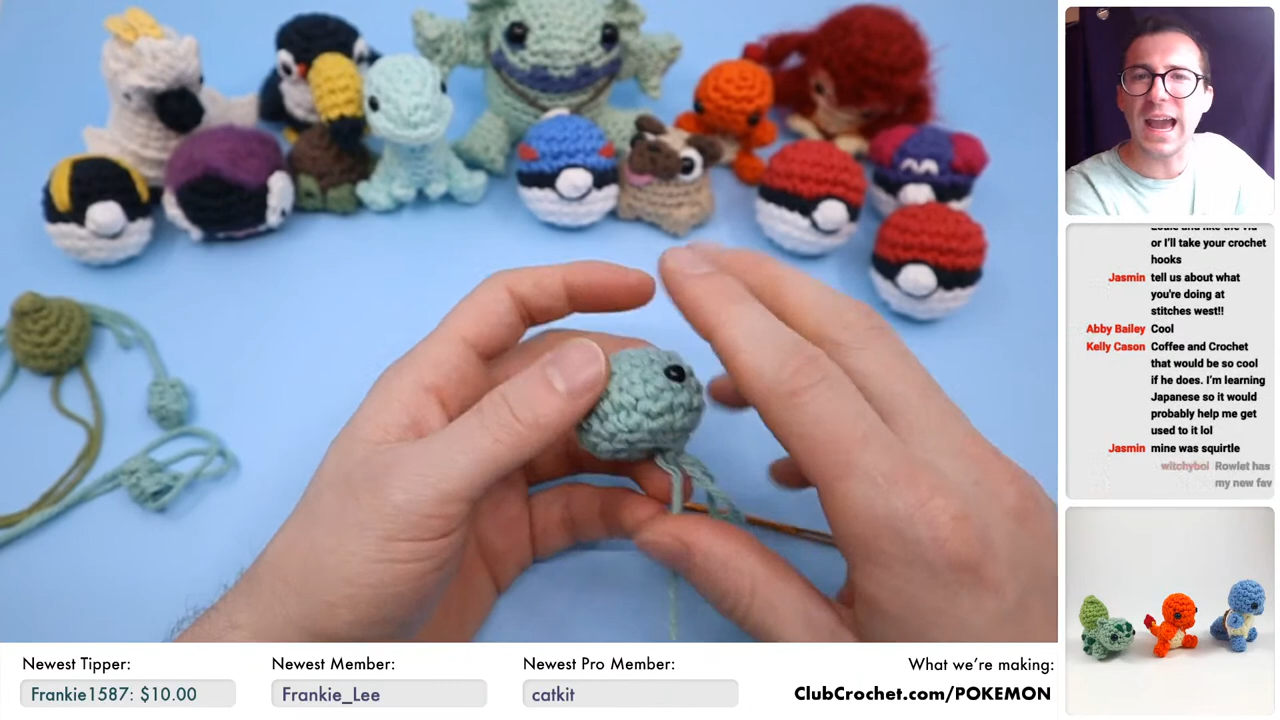 or I'll take your crochet
hooks
Jasmin tell us about what
you're doing at
stitches west!!
Abby Bailey Cool
Kelly Cason Coffee and Crochet
that would be so cool
if he does. I'm learning
Japanese so it would
probably help me get
used to it lol
Jasmin mine was squirtle
witchyboi Rowlet has
my new fav
Newest Tipper:
Frankie1587: $10.00
Newest Member:
Frankie_Lee
Newest Pro Member:
catkit
What we're making:
ClubCrochet.com/POKEMON